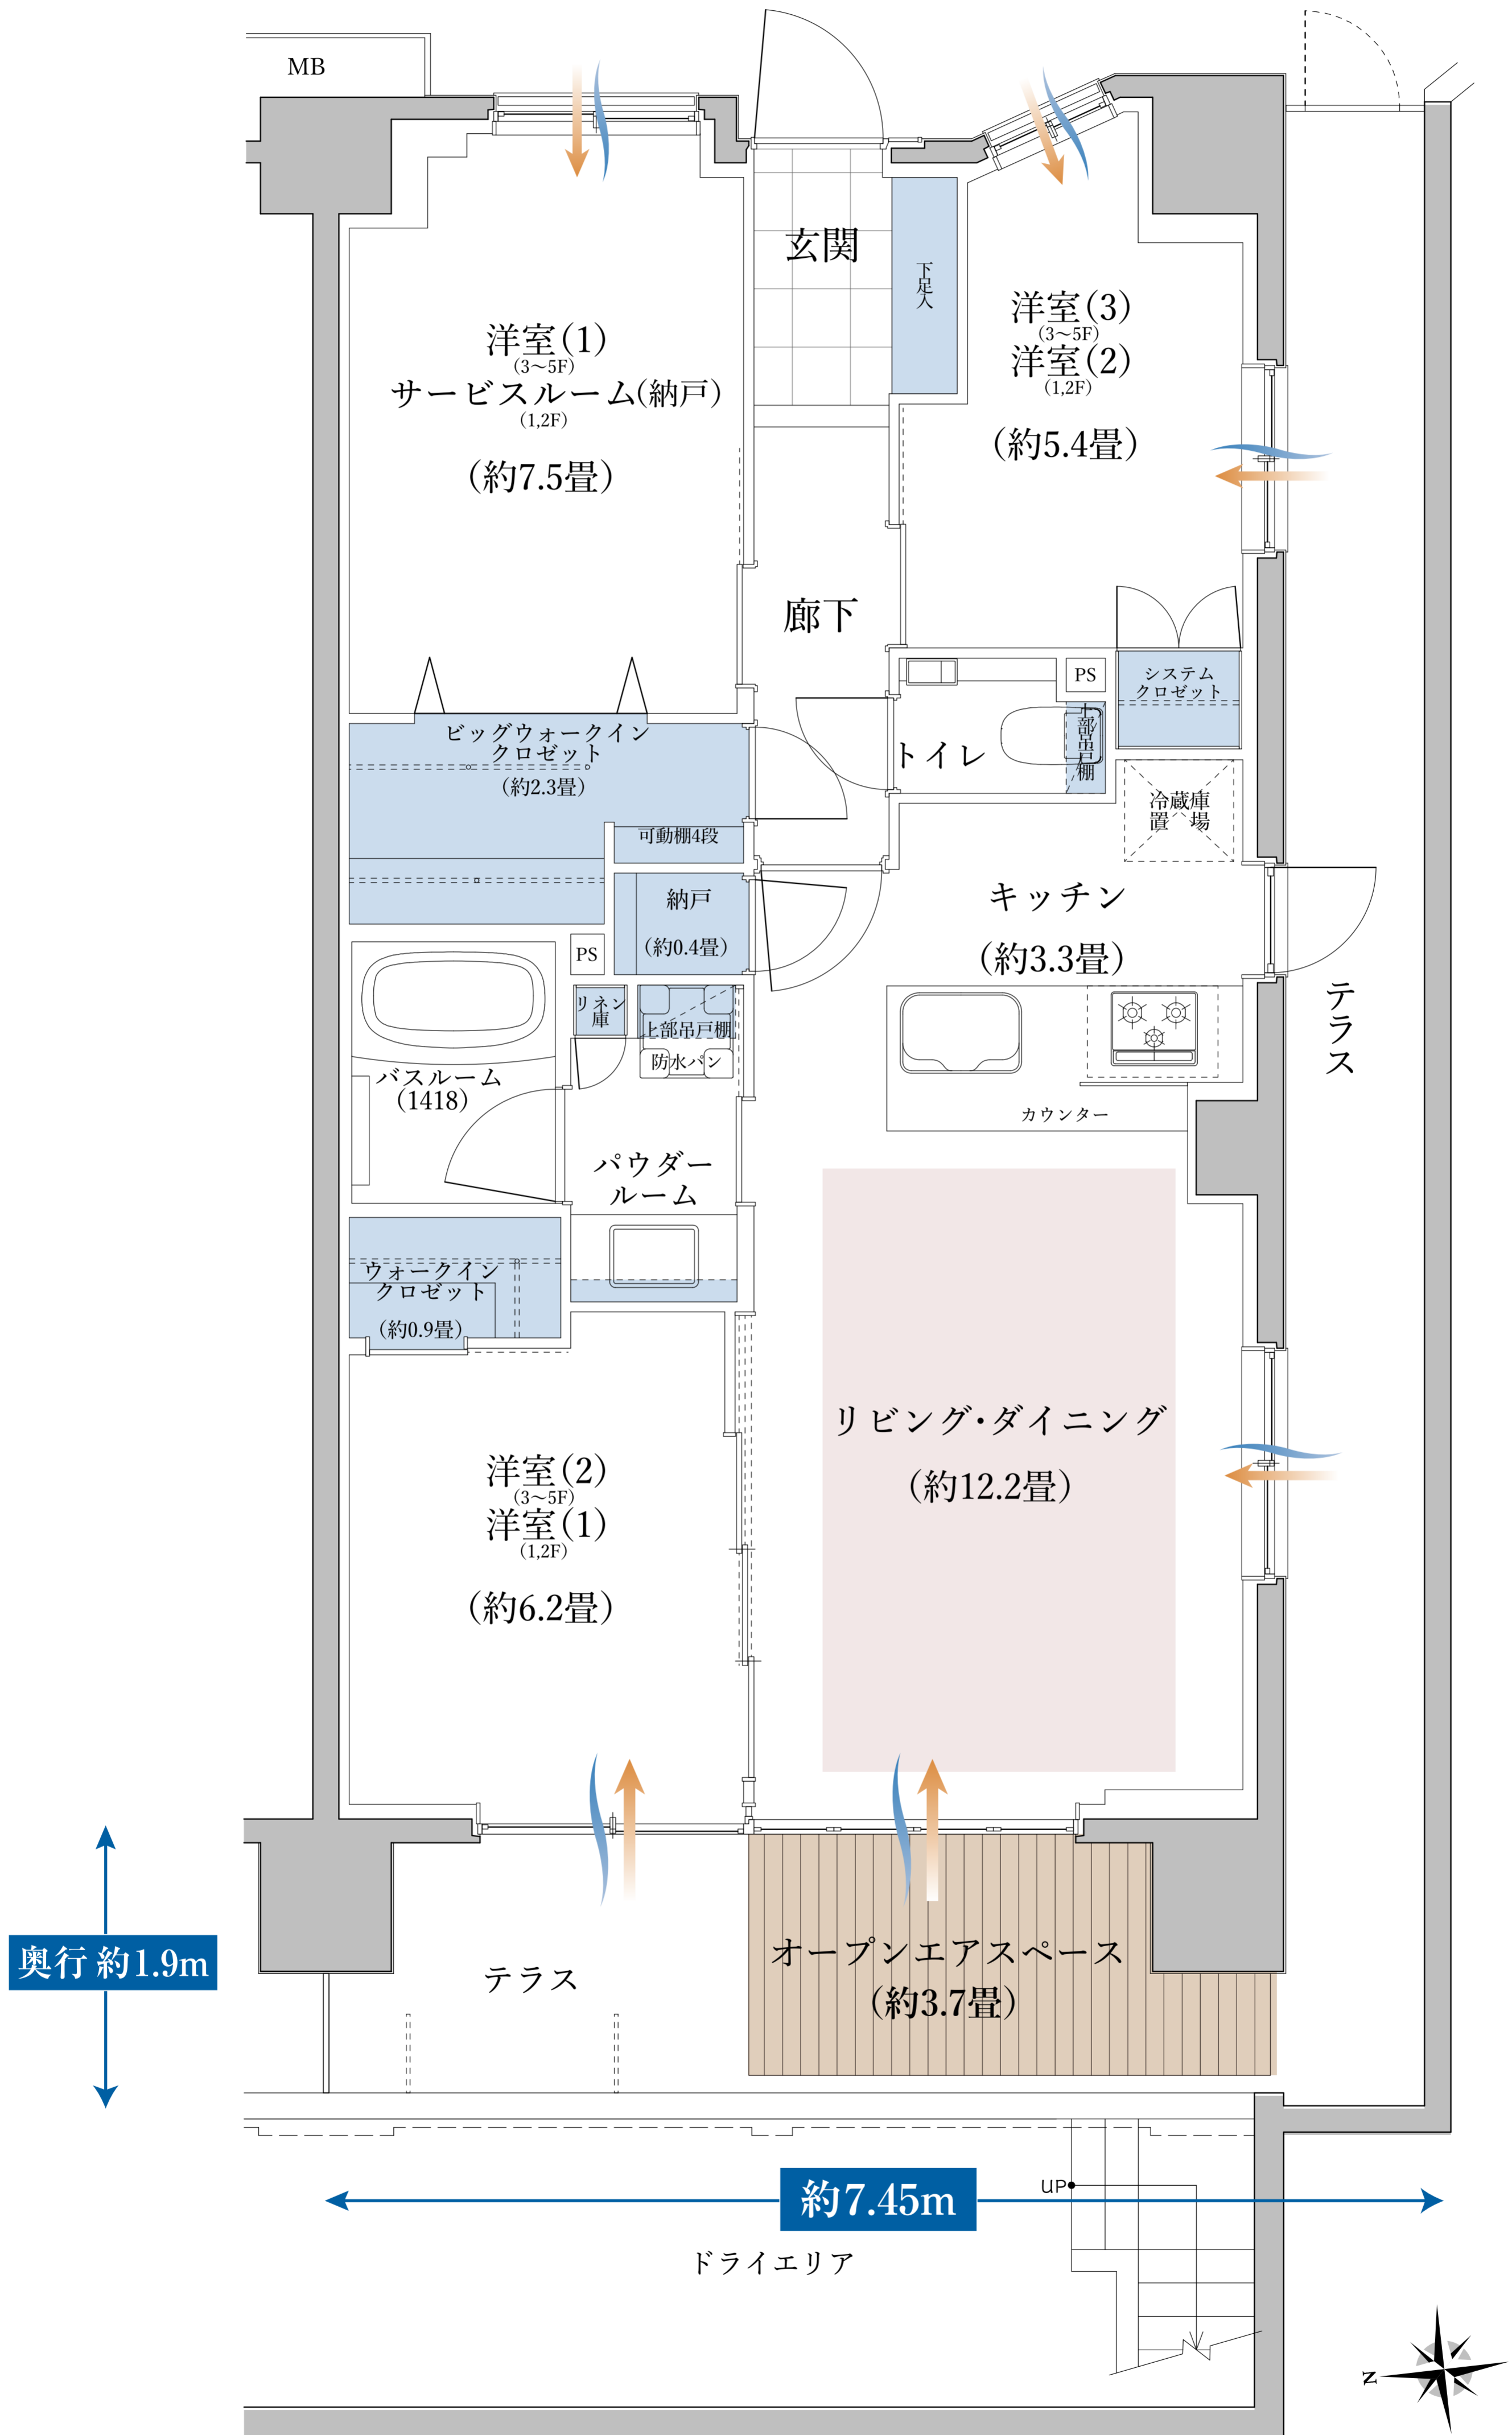 MB
玄関
下足入
洋室(1)
(3〜5F)
サービスルーム(納戸)
(1,2F)
(約7.5畳)
洋室(3)
(3〜5F)
洋室(2)
(1,2F)
(約5.4畳)
廊下
PS
システム
クロゼット
トイレ
上部吊戸棚
ビッグウォークイン
クロゼット
(約2.3畳)
可動棚4段
冷蔵庫
置 場
納戸
(約0.4畳)
キッチン
(約3.3畳)
PS
リネン
庫
上部吊戸棚
防水パン
テラス
バスルーム
(1418)
カウンター
パウダー
ルーム
ウォークイン
クロゼット
(約0.9畳)
リビング・ダイニング
(約12.2畳)
洋室(2)
(3〜5F)
洋室(1)
(1,2F)
(約6.2畳)
奥行 約1.9m
テラス
オープンエアスペース
(約3.7畳)
UP
約7.45m
ドライエリア
N